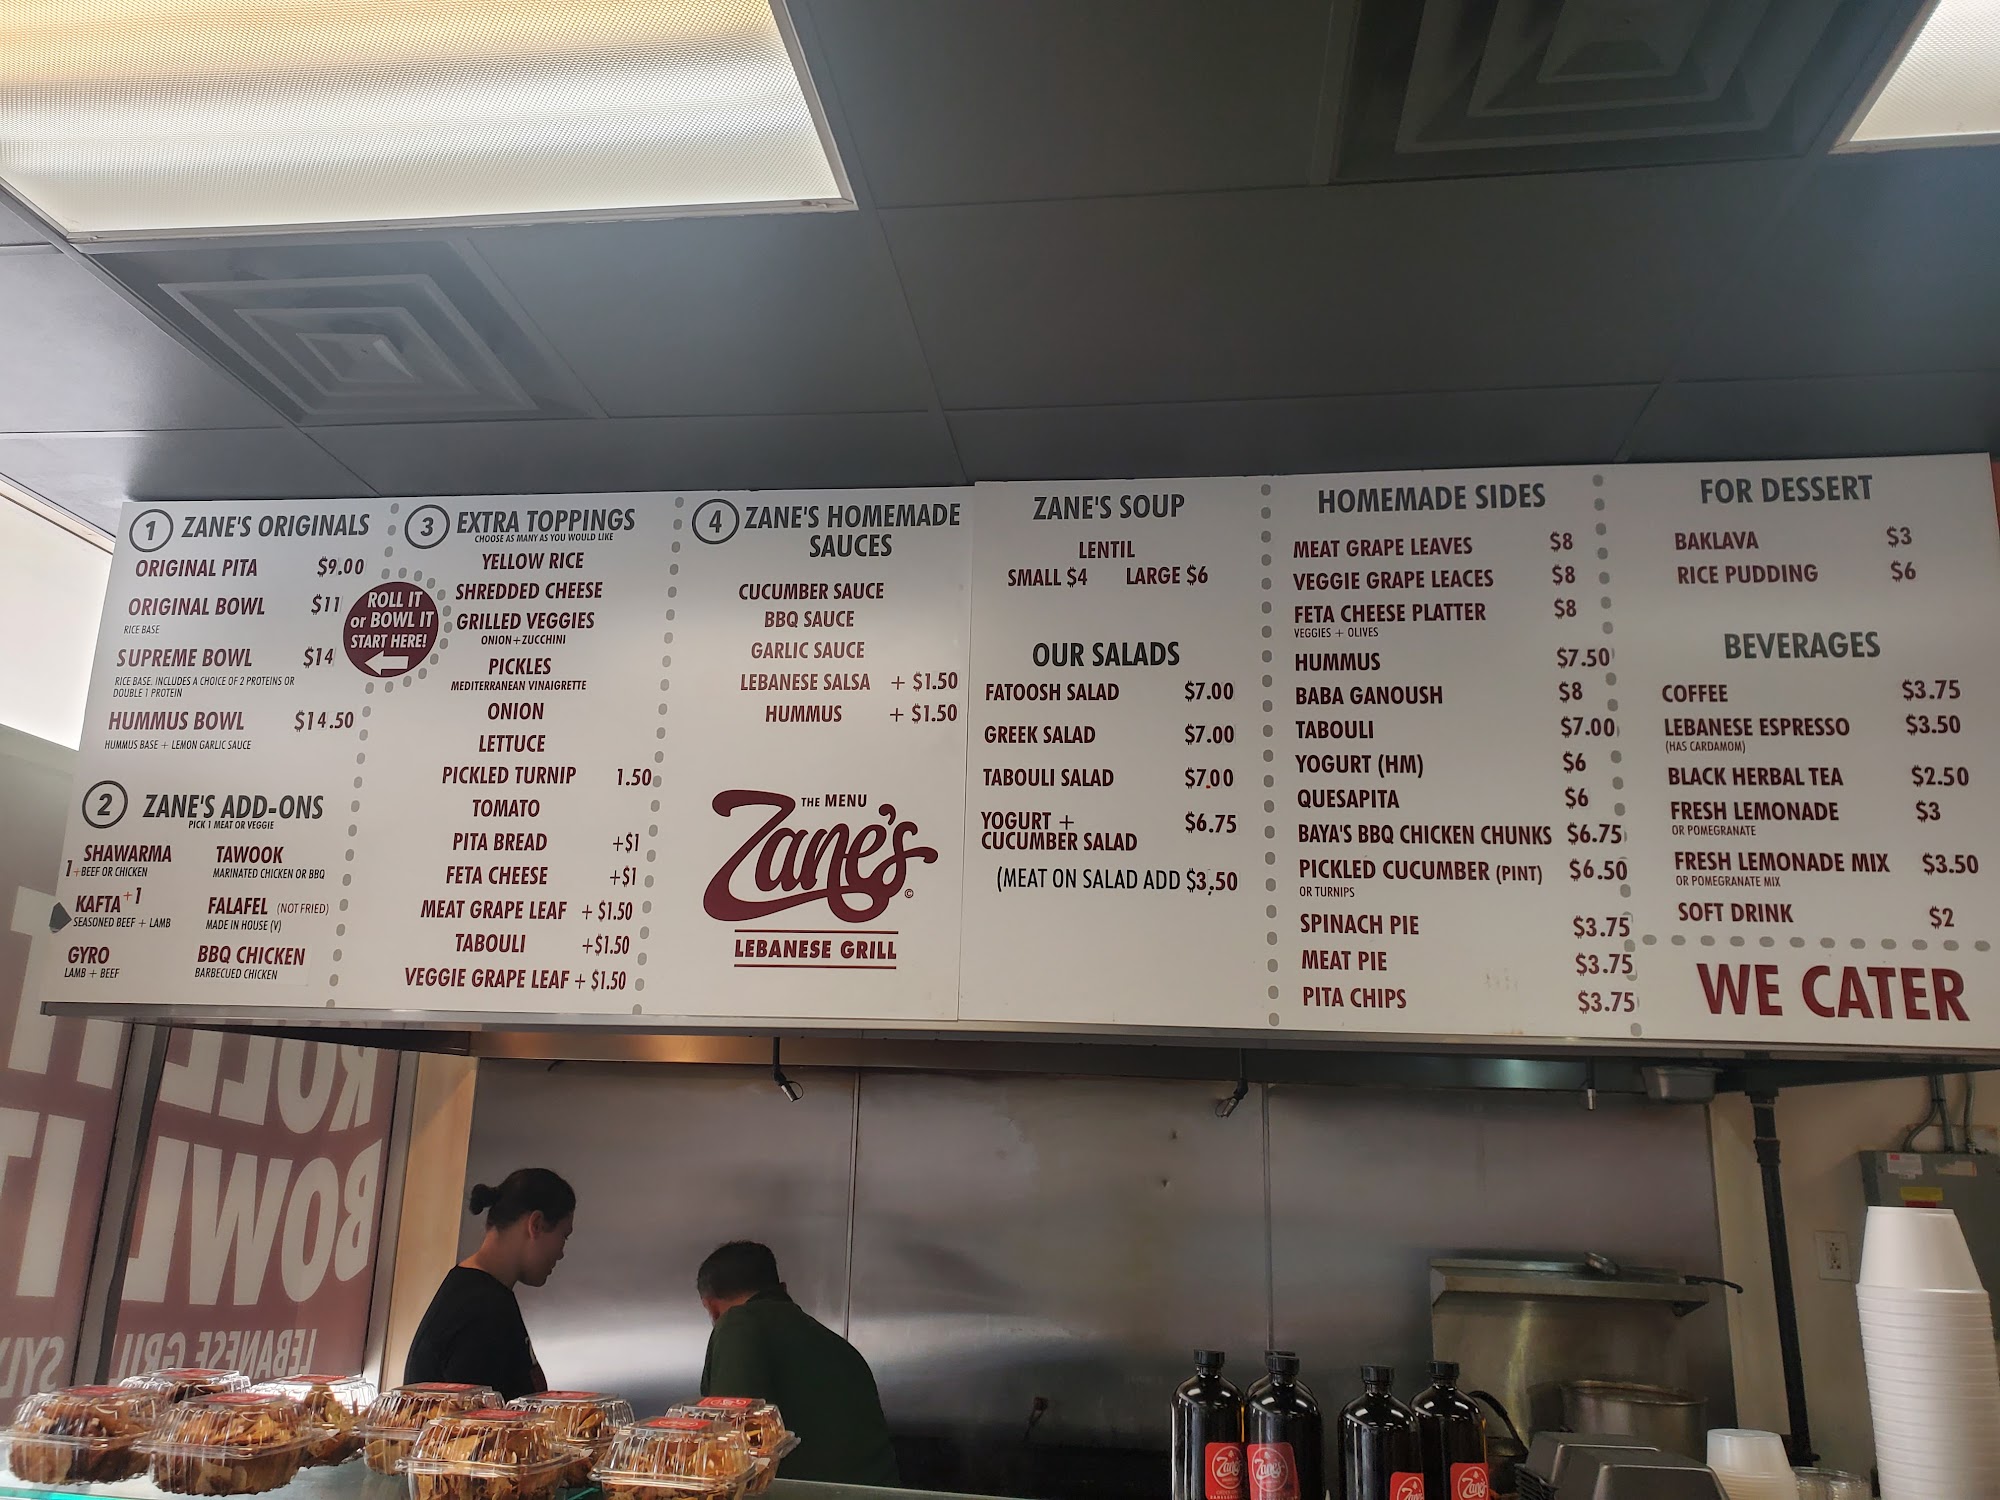 1 ZANE'S ORIGINALS
ORIGINAL PITA $9.00
ORIGINAL BOWL $11
RICE BASE
SUPREME BOWL $14
RICE BASE. INCLUDES A CHOICE OF 2 PROTEINS OR
DOUBLE 1 PROTEIN
HUMMUS BOWL $14.50
HUMMUS BASE + LEMON GARLIC SAUCE
ROLL IT
or BOWL IT
START HERE!
2 ZANE'S ADD-ONS
PICK 1 MEAT OR VEGGIE
SHAWARMA
1+ BEEF OR CHICKEN
KAFTA +1
SEASONED BEEF + LAMB
GYRO
LAMB + BEEF
TAWOOK
MARINATED CHICKEN OR BBQ
FALAFEL (NOT FRIED)
MADE IN HOUSE (V)
BBQ CHICKEN
BARBECUED CHICKEN
3 EXTRA TOPPINGS
CHOOSE AS MANY AS YOU WOULD LIKE
YELLOW RICE
SHREDDED CHEESE
GRILLED VEGGIES
ONION+ZUCCHINI
PICKLES
MEDITERRANEAN VINAIGRETTE
ONION
LETTUCE
PICKLED TURNIP 1.50
TOMATO
PITA BREAD +$1
FETA CHEESE +$1
MEAT GRAPE LEAF + $1.50
TABOULI +$1.50
VEGGIE GRAPE LEAF + $1.50
4 ZANE'S HOMEMADE
SAUCES
CUCUMBER SAUCE
BBQ SAUCE
GARLIC SAUCE
LEBANESE SALSA + $1.50
HUMMUS + $1.50
THE MENU
Zane's ©
LEBANESE GRILL
ZANE'S SOUP
LENTIL
SMALL $4 LARGE $6
OUR SALADS
FATOOSH SALAD $7.00
GREEK SALAD $7.00
TABOULI SALAD $7.00
YOGURT + 
CUCUMBER SALAD $6.75
(MEAT ON SALAD ADD $3,50
HOMEMADE SIDES
MEAT GRAPE LEAVES $8
VEGGIE GRAPE LEACES $8
FETA CHEESE PLATTER $8
VEGGIES + OLIVES
HUMMUS $7.50
BABA GANOUSH $8
TABOULI $7.00
YOGURT (HM) $6
QUESAPITA $6
BAYA'S BBQ CHICKEN CHUNKS $6.75
PICKLED CUCUMBER (PINT) $6.50
OR TURNIPS
SPINACH PIE $3.75
MEAT PIE $3.75
PITA CHIPS $3.75
FOR DESSERT
BAKLAVA $3
RICE PUDDING $6
BEVERAGES
COFFEE $3.75
LEBANESE ESPRESSO $3.50
(HAS CARDAMOM)
BLACK HERBAL TEA $2.50
FRESH LEMONADE $3
OR POMEGRANATE
FRESH LEMONADE MIX $3.50
OR POMEGRANATE MIX
SOFT DRINK $2
WE CATER
ROLL IT
BOWL IT
LEBANESE GRILL
Zane's
Zane's
Zane's
Zane's